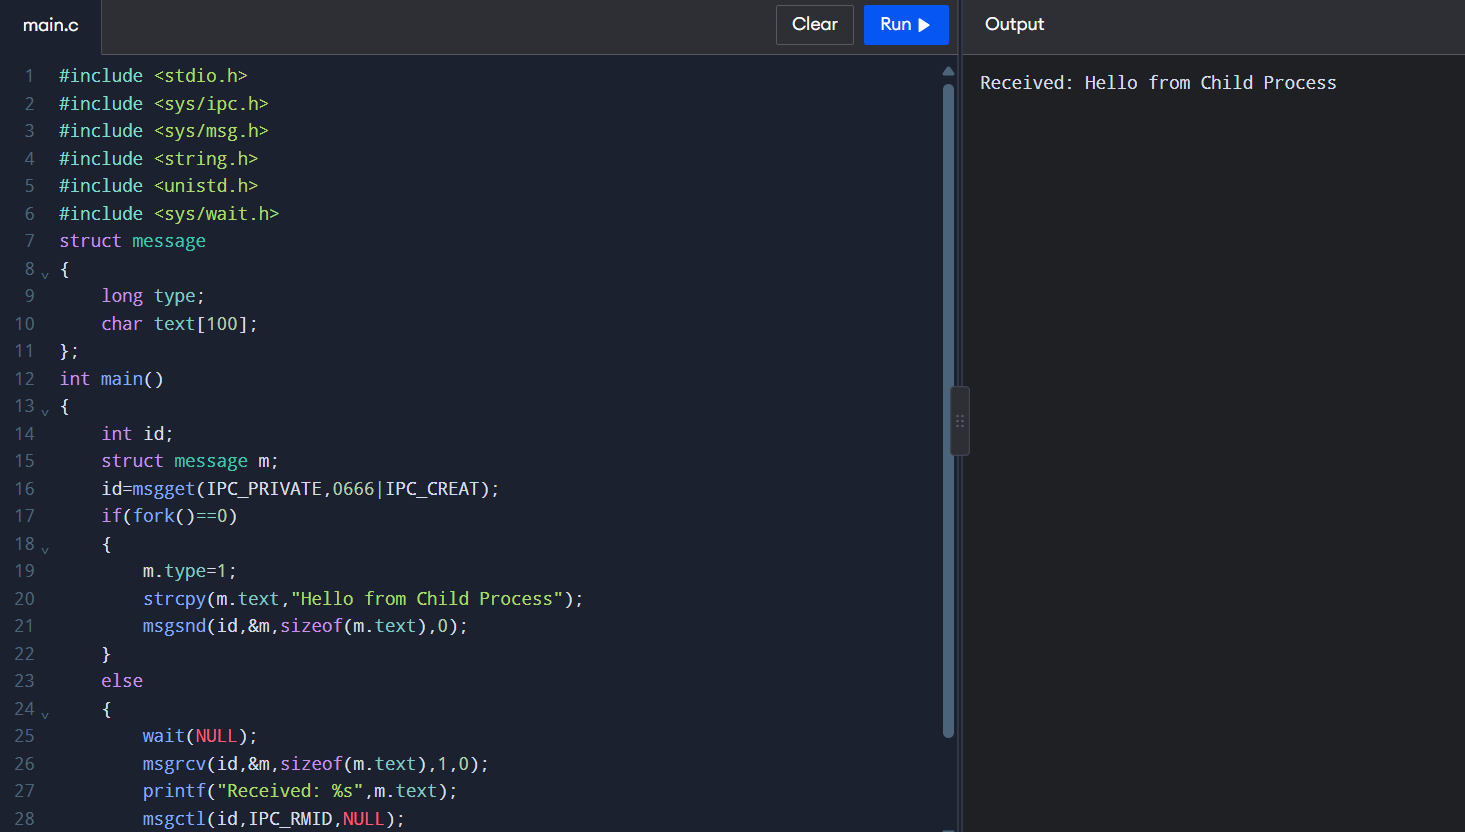 main.c
Clear
Run
Output
1 #include <stdio.h>
2 #include <sys/ipc.h>
3 #include <sys/msg.h>
4 #include <string.h>
5 #include <unistd.h>
6 #include <sys/wait.h>
7 struct message
8 {
9     long type;
10     char text[100];
11 };
12 int main()
13 {
14     int id;
15     struct message m;
16     id=msgget(IPC_PRIVATE,0666|IPC_CREAT);
17     if(fork()==0)
18     {
19         m.type=1;
20         strcpy(m.text,"Hello from Child Process");
21         msgsnd(id,&m,sizeof(m.text),0);
22     }
23     else
24     {
25         wait(NULL);
26         msgrcv(id,&m,sizeof(m.text),1,0);
27         printf("Received: %s",m.text);
28         msgctl(id,IPC_RMID,NULL);
Received: Hello from Child Process